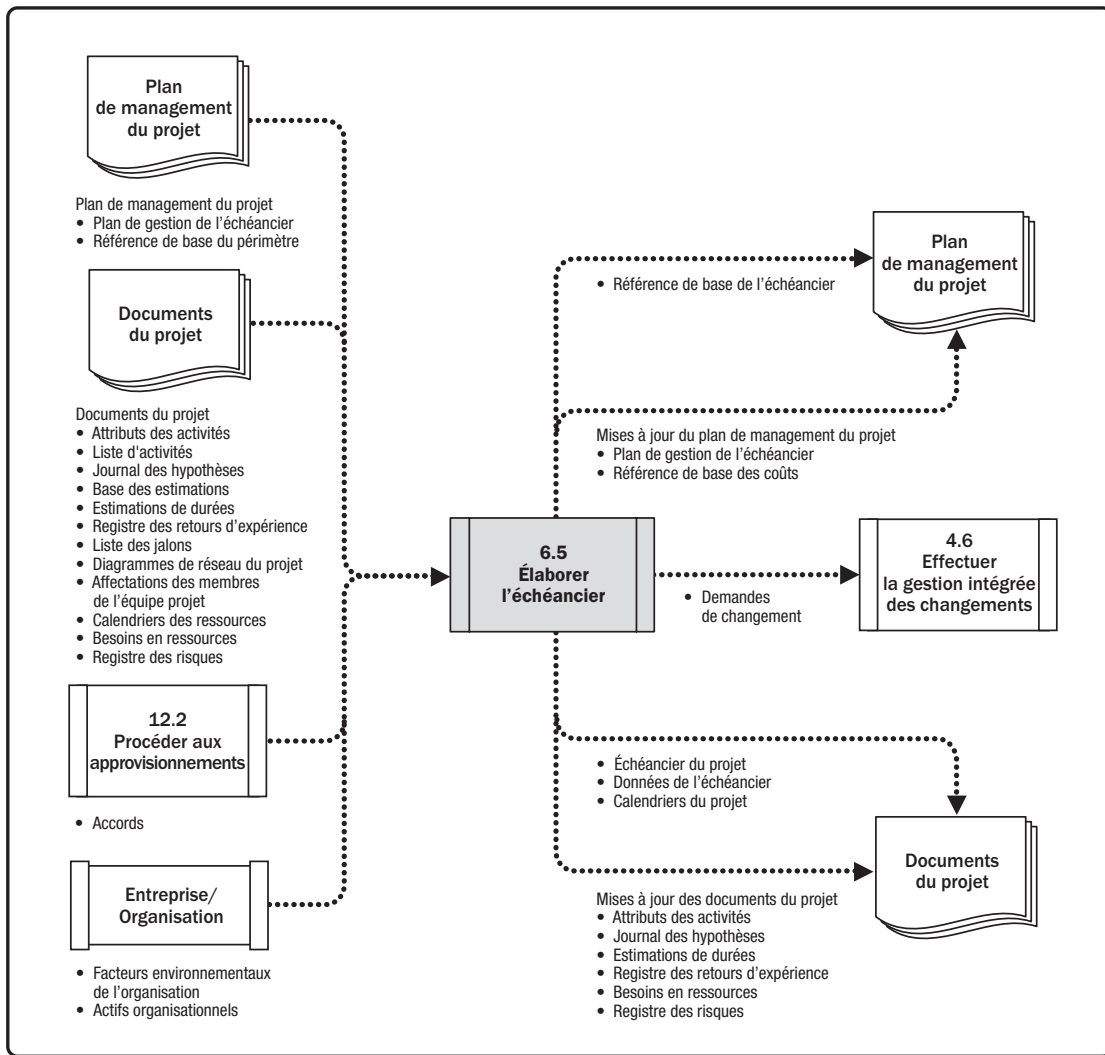 Plan
de management
du projet
Plan de management du projet
• Plan de gestion de l’échéancier
• Référence de base du périmètre
Documents
du projet
Documents du projet
• Attributs des activités
• Liste d'activités
• Journal des hypothèses
• Base des estimations
• Estimations de durées
• Registre des retours d’expérience
• Liste des jalons
• Diagrammes de réseau du projet
• Affectations des membres
de l’équipe projet
• Calendriers des ressources
• Besoins en ressources
• Registre des risques
12.2
Procéder aux
approvisionnements
• Accords
Entreprise/
Organisation
• Facteurs environnementaux
de l’organisation
• Actifs organisationnels
6.5
Élaborer
l’échéancier
• Référence de base de l’échéancier
Plan
de management
du projet
Mises à jour du plan de management du projet
• Plan de gestion de l’échéancier
• Référence de base des coûts
• Demandes
de changement
4.6
Effectuer
la gestion intégrée
des changements
• Échéancier du projet
• Données de l’échéancier
• Calendriers du projet
Documents
du projet
Mises à jour des documents du projet
• Attributs des activités
• Journal des hypothèses
• Estimations de durées
• Registre des retours d’expérience
• Besoins en ressources
• Registre des risques